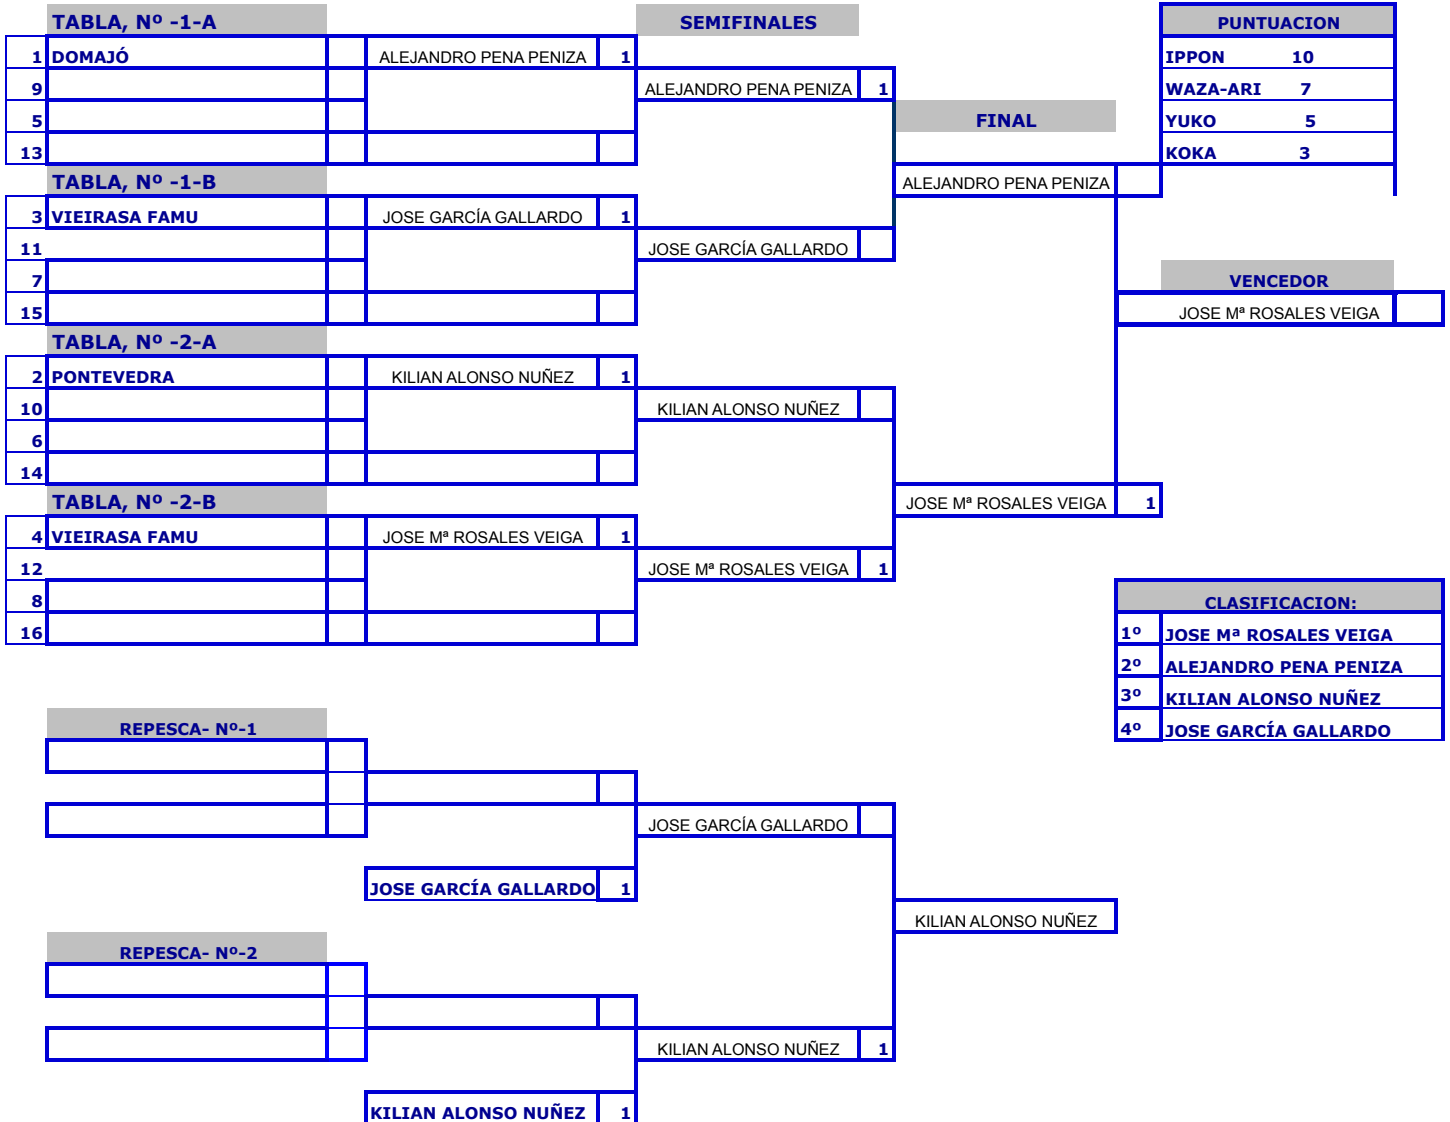 TABLA, Nº -1-A SEMIFINALES PUNTUACION
1 DOMAJÓ ALEJANDRO PENA PENIZA 1 IPPON 10
9 ALEJANDRO PENA PENIZA 1 WAZA-ARI 7
5 FINAL YUKO 5
13 KOKA 3
TABLA, Nº -1-B ALEJANDRO PENA PENIZA
3 VIEIRASA FAMU JOSE GARCÍA GALLARDO 1
11 JOSE GARCÍA GALLARDO
7 VENCEDOR
15 JOSE Mª ROSALES VEIGA
TABLA, Nº -2-A
2 PONTEVEDRA KILIAN ALONSO NUÑEZ 1
10 KILIAN ALONSO NUÑEZ
6
14
TABLA, Nº -2-B JOSE Mª ROSALES VEIGA 1
4 VIEIRASA FAMU JOSE Mª ROSALES VEIGA 1
12 JOSE Mª ROSALES VEIGA 1
8 CLASIFICACION:
16 1º JOSE Mª ROSALES VEIGA
2º ALEJANDRO PENA PENIZA
3º KILIAN ALONSO NUÑEZ
REPESCA- Nº-1 4º JOSE GARCÍA GALLARDO
JOSE GARCÍA GALLARDO
JOSE GARCÍA GALLARDO 1
KILIAN ALONSO NUÑEZ
REPESCA- Nº-2
KILIAN ALONSO NUÑEZ 1
KILIAN ALONSO NUÑEZ 1